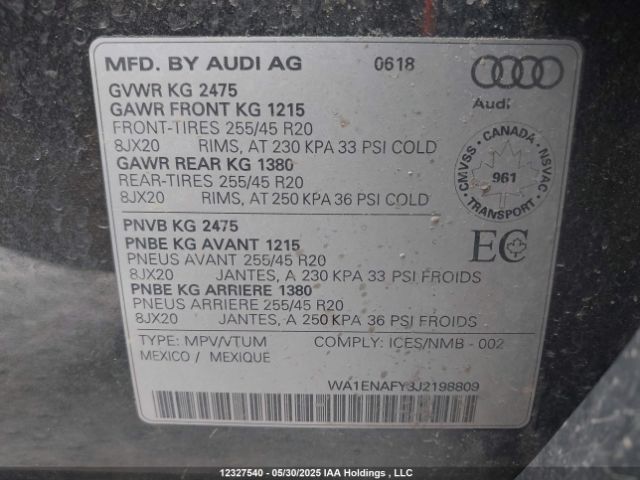 MFD. BY AUDI AG 0618
Audi
GVWR KG 2475
GAWR FRONT KG 1215
FRONT-TIRES 255/45 R20
8JX20 RIMS, AT 230 KPA 33 PSI COLD
GAWR REAR KG 1380
REAR-TIRES 255/45 R20
8JX20 RIMS, AT 250 KPA 36 PSI COLD
CMVSS - CANADA - NSVAC
961
TRANSPORT
PNVB KG 2475
PNBE KG AVANT 1215
PNEUS AVANT 255/45 R20
8JX20 JANTES, A 230 KPA 33 PSI FROIDS
PNBE KG ARRIERE 1380
PNEUS ARRIERE 255/45 R20
8JX20 JANTES, A 250 KPA 36 PSI FROIDS
EC
TYPE: MPV/VTUM COMPLY: ICES/NMB - 002
MEXICO / MEXIQUE
WA1ENAFY3J2198809
12327540 - 05/30/2025 IAA Holdings , LLC